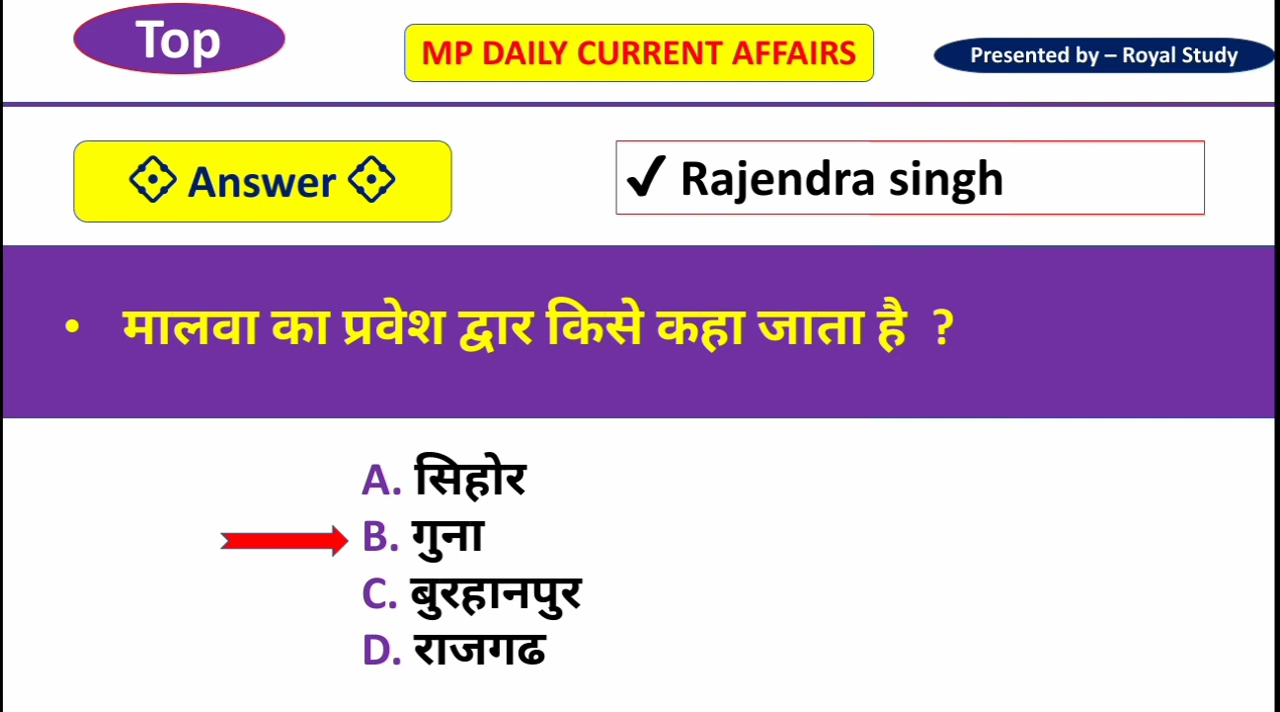 Top
MP DAILY CURRENT AFFAIRS
Presented by – Royal Study
Answer
✓ Rajendra singh
• मालवा का प्रवेश द्वार किसे कहा जाता है ?
A. सिहोर
B. गुना
C. बुरहानपुर
D. राजगढ